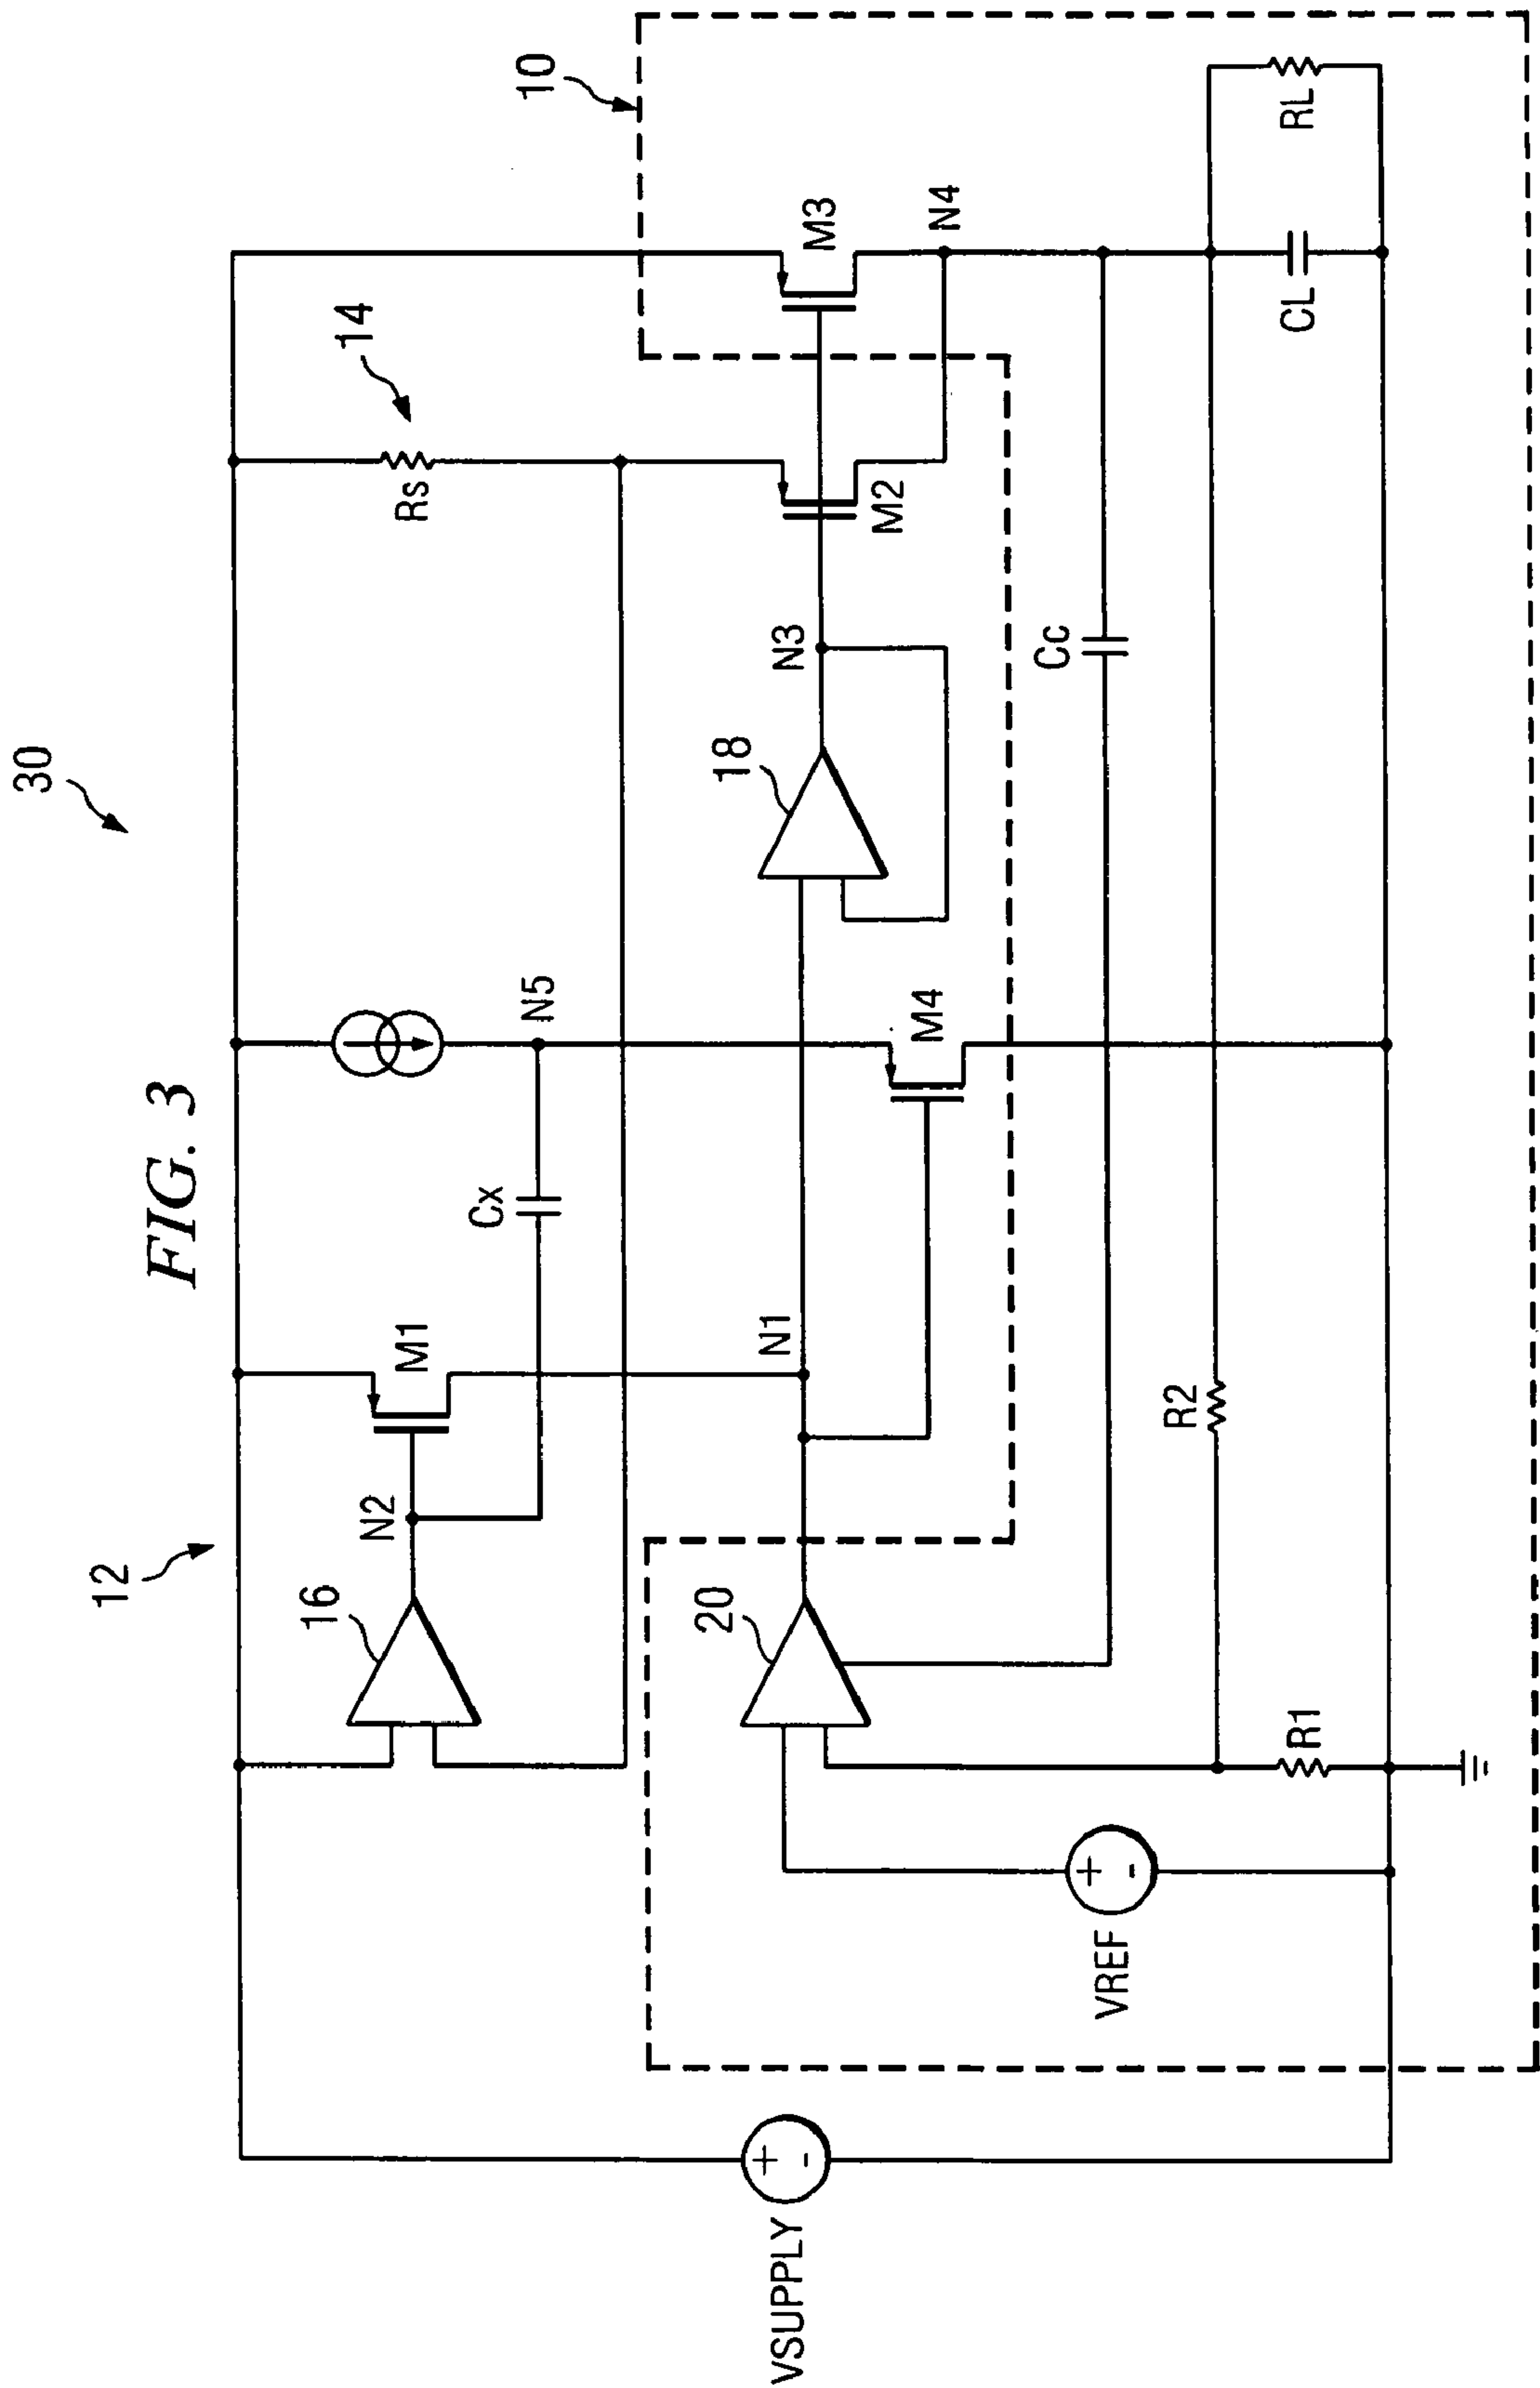 FIG. 3
30
12
16
N2
M1
Cx
N5
14
Rs
10
20
N1
M4
18
N3
M2
M3
N4
Cc
VSUPPLY
+
-
VREF
+
-
R1
R2
CL
RL